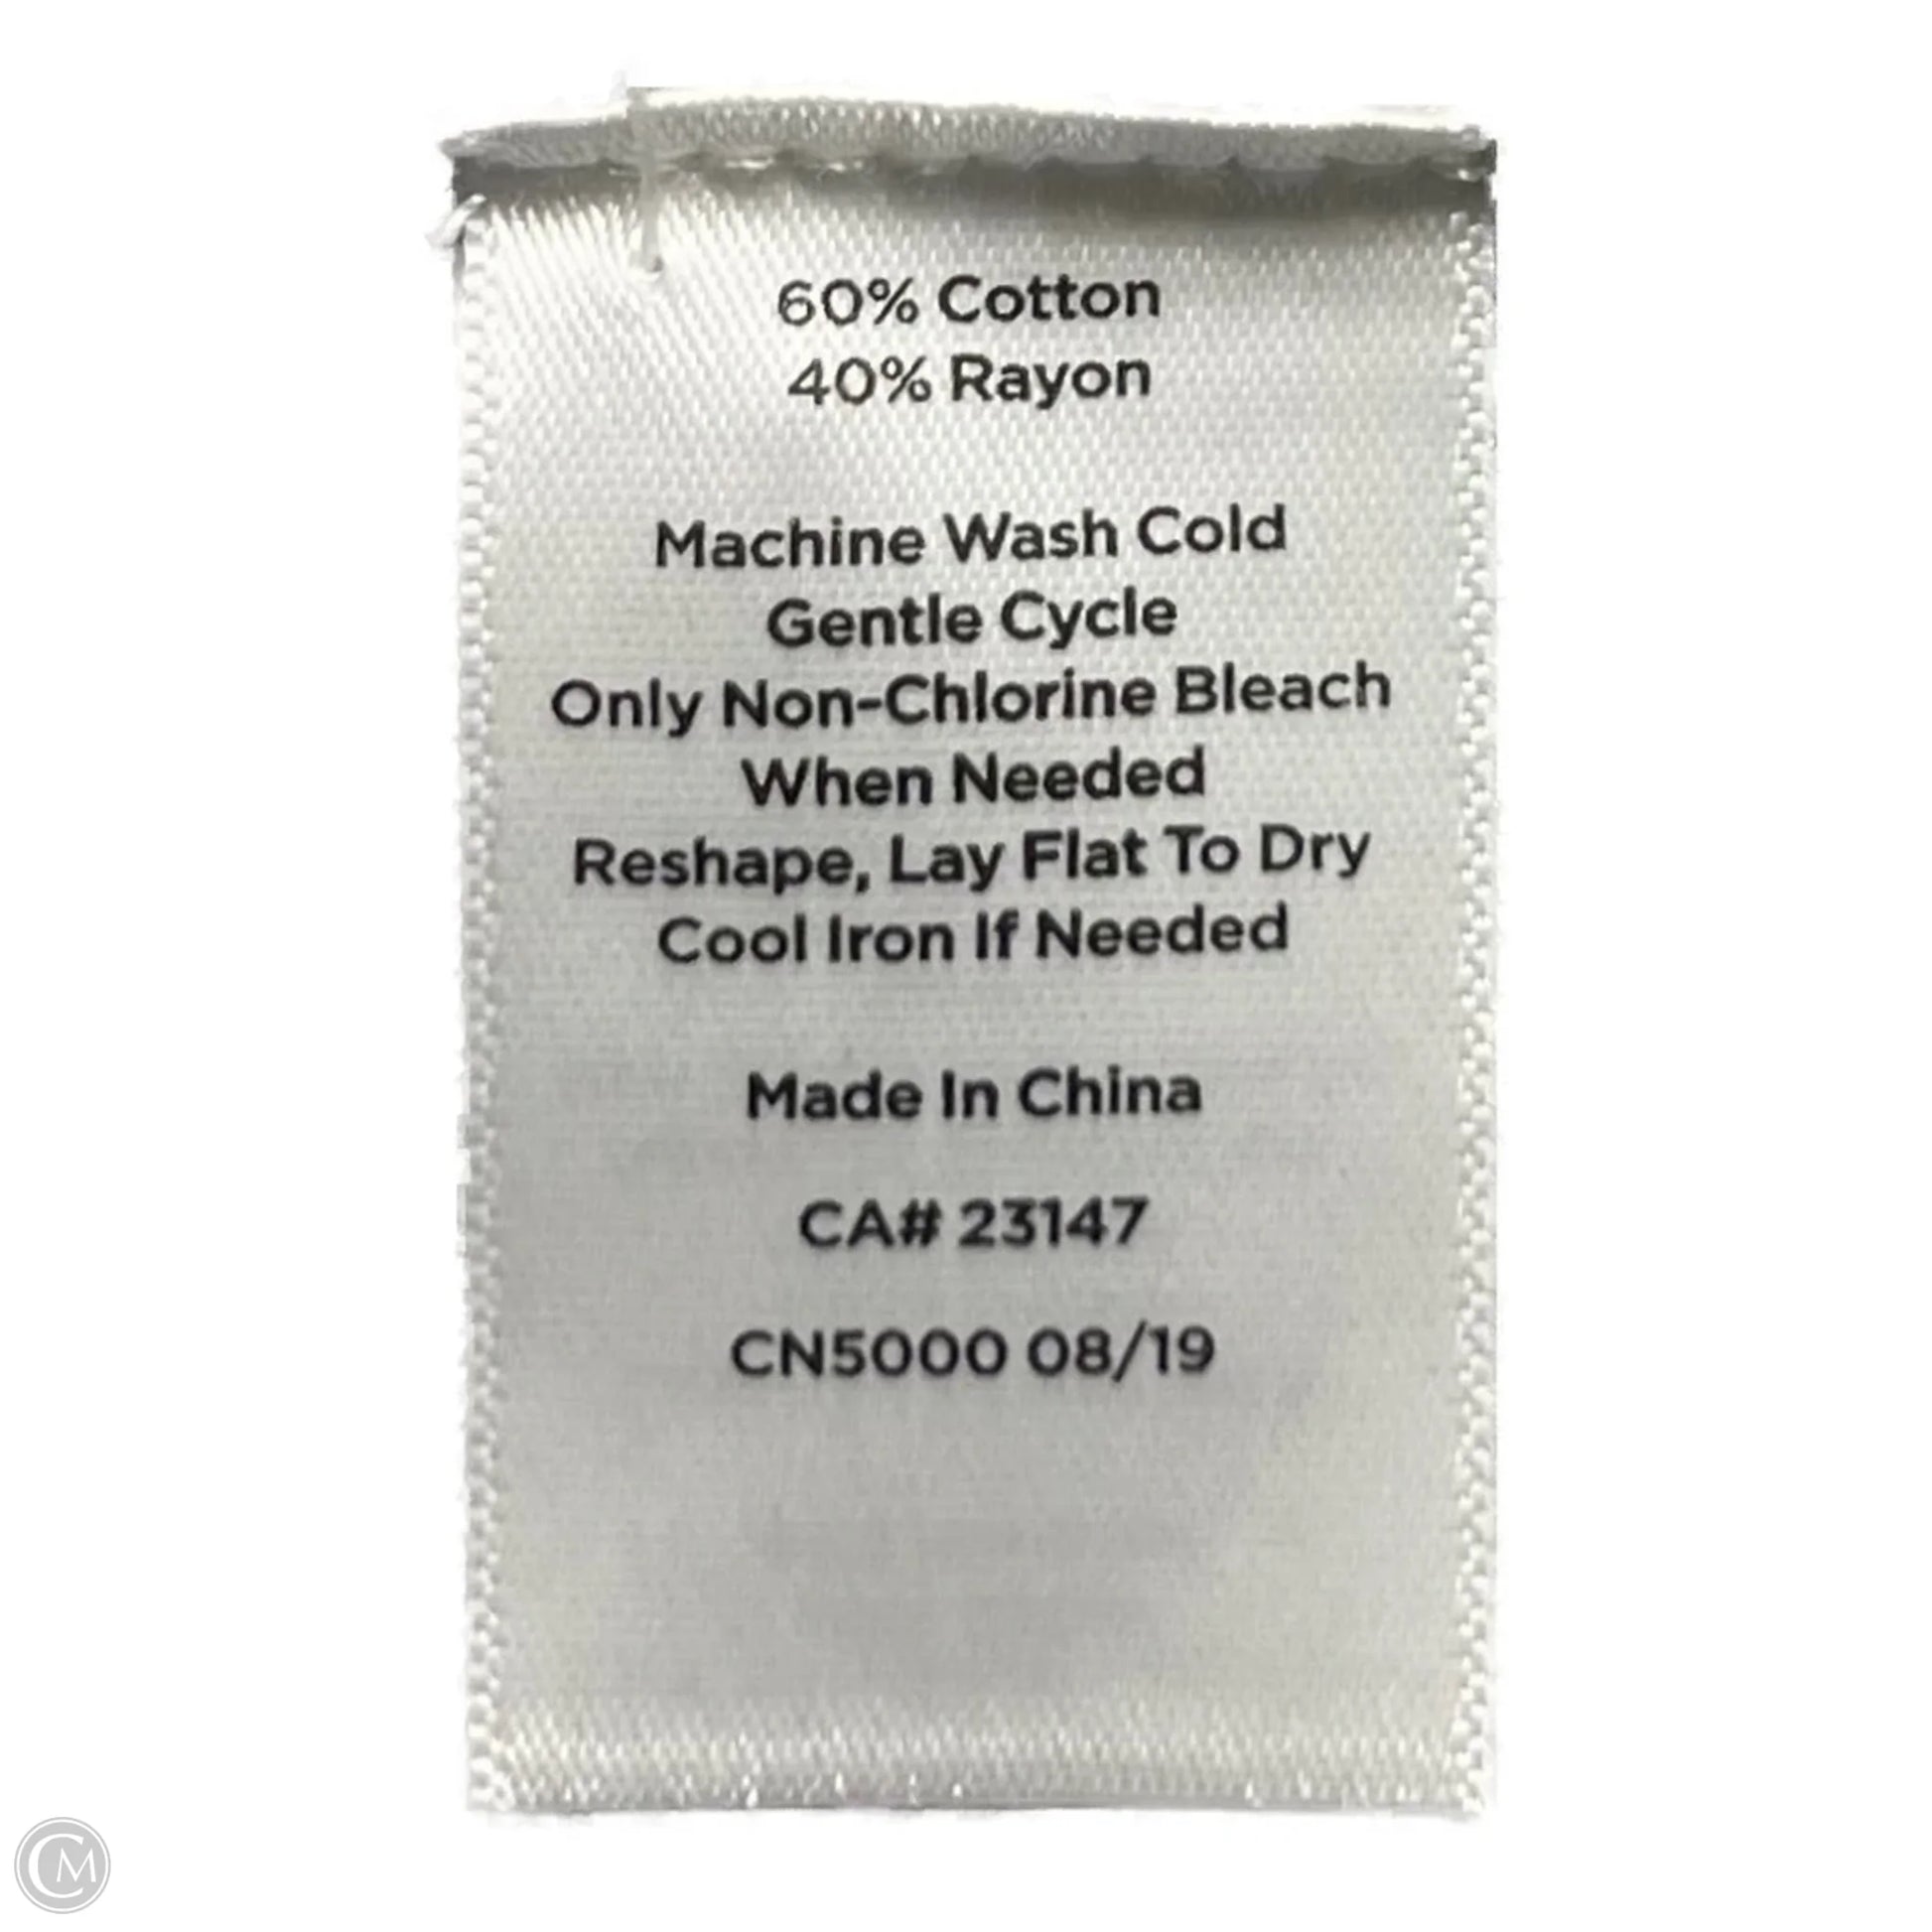 60% Cotton
40% Rayon
Machine Wash Cold
Gentle Cycle
Only Non-Chlorine Bleach
When Needed
Reshape, Lay Flat To Dry
Cool Iron If Needed
Made In China
CA# 23147
CN5000 08/19
CM